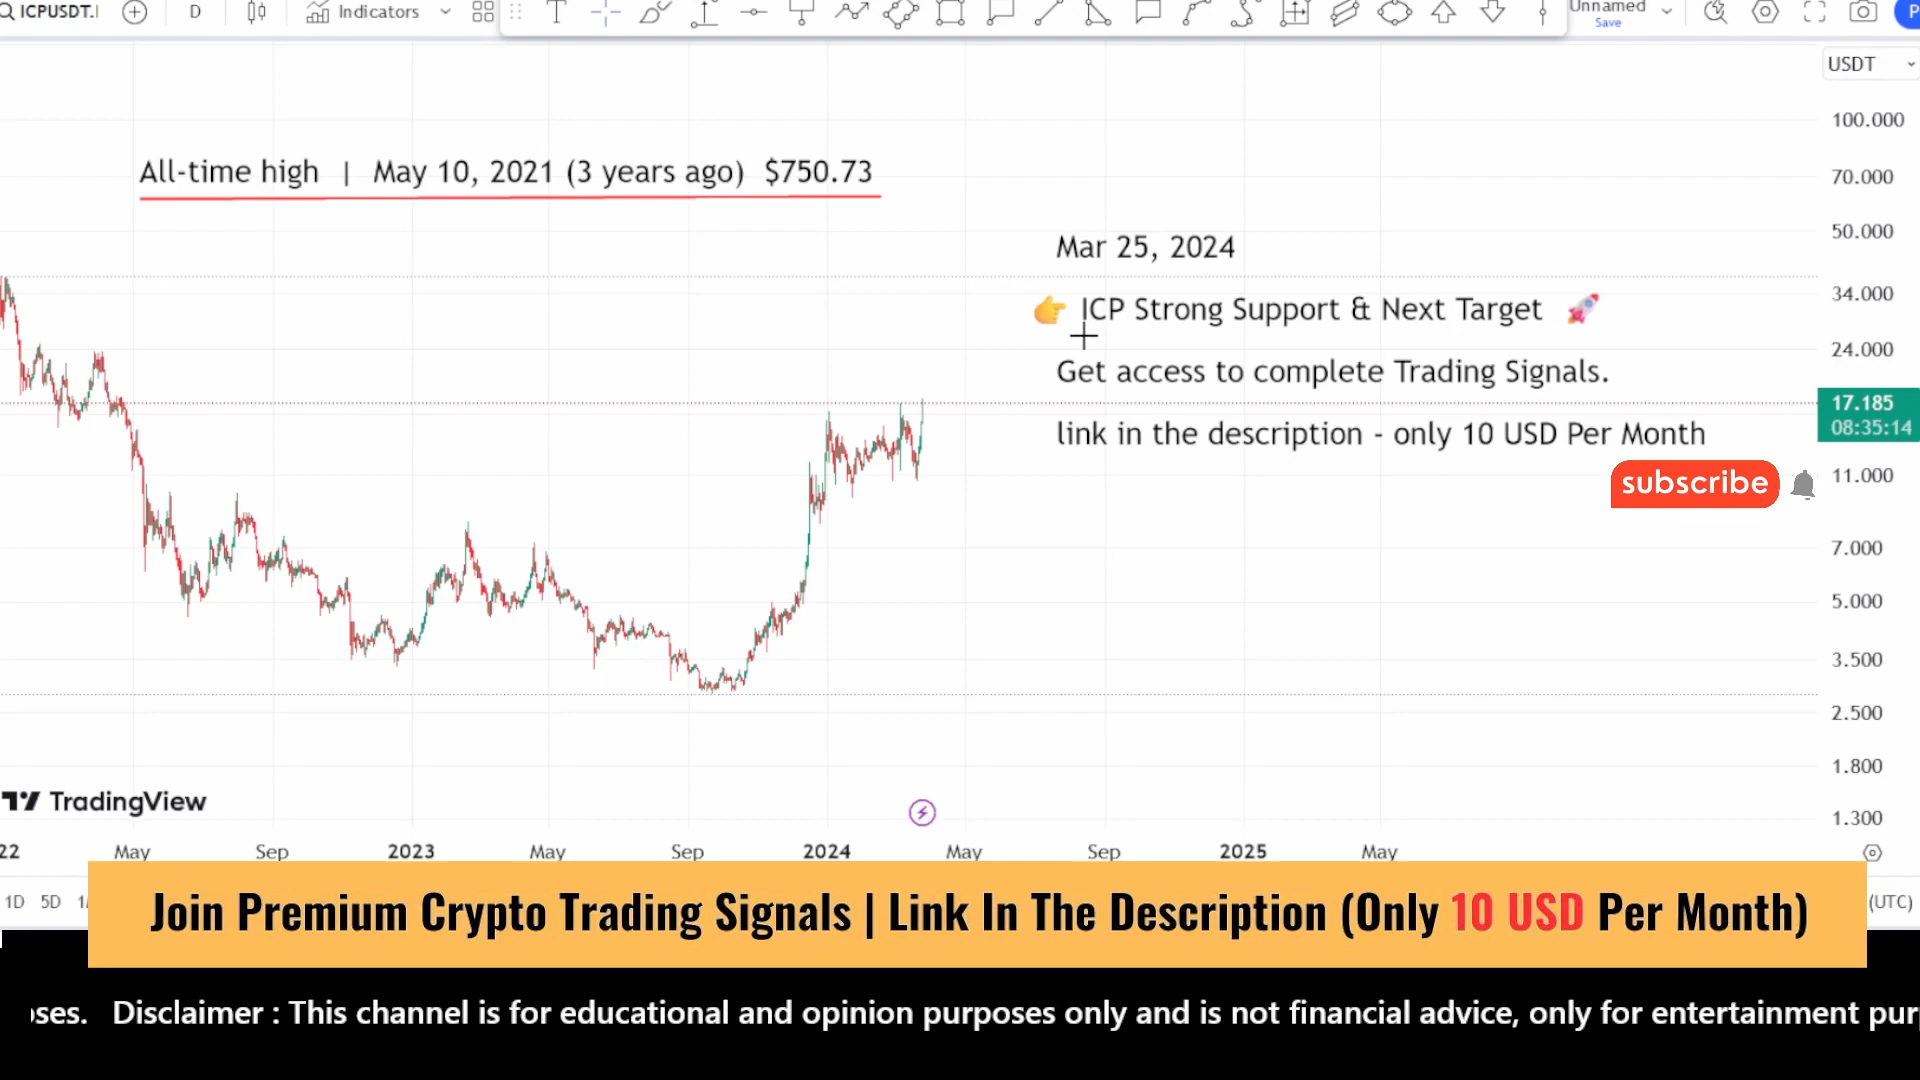 ICPUSDT.
D
Indicators
Unnamed
Save
P
USDT
100.000
All-time high | May 10, 2021 (3 years ago) $750.73
70.000
50.000
Mar 25, 2024
34.000
👉 ICP Strong Support & Next Target 🚀
24.000
Get access to complete Trading Signals.
17.185
08:35:14
link in the description - only 10 USD Per Month
11.000
subscribe
7.000
5.000
3.500
2.500
1.800
TradingView
1.300
22 May Sep 2023 May Sep 2024 May Sep 2025 May
1D 5D
(UTC)
Join Premium Crypto Trading Signals | Link In The Description (Only 10 USD Per Month)
oses. Disclaimer : This channel is for educational and opinion purposes only and is not financial advice, only for entertainment pur